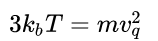 3k_bT = mv_q^2